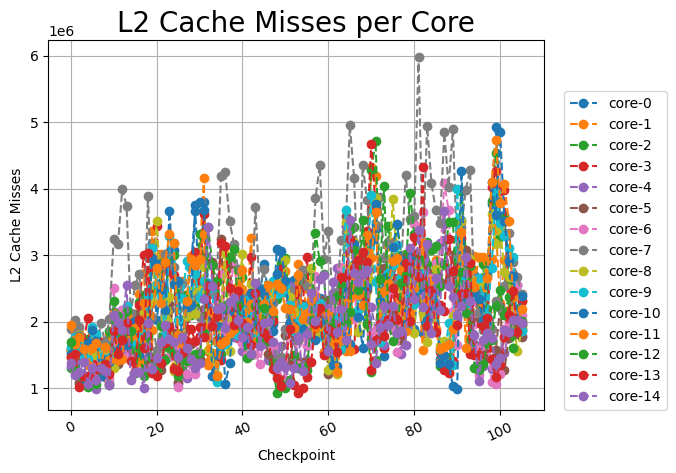 L2 Cache Misses per Core
1e6
6
5
4
3
2
1
L2 Cache Misses
0
20
40
60
80
100
Checkpoint
core-0
core-1
core-2
core-3
core-4
core-5
core-6
core-7
core-8
core-9
core-10
core-11
core-12
core-13
core-14